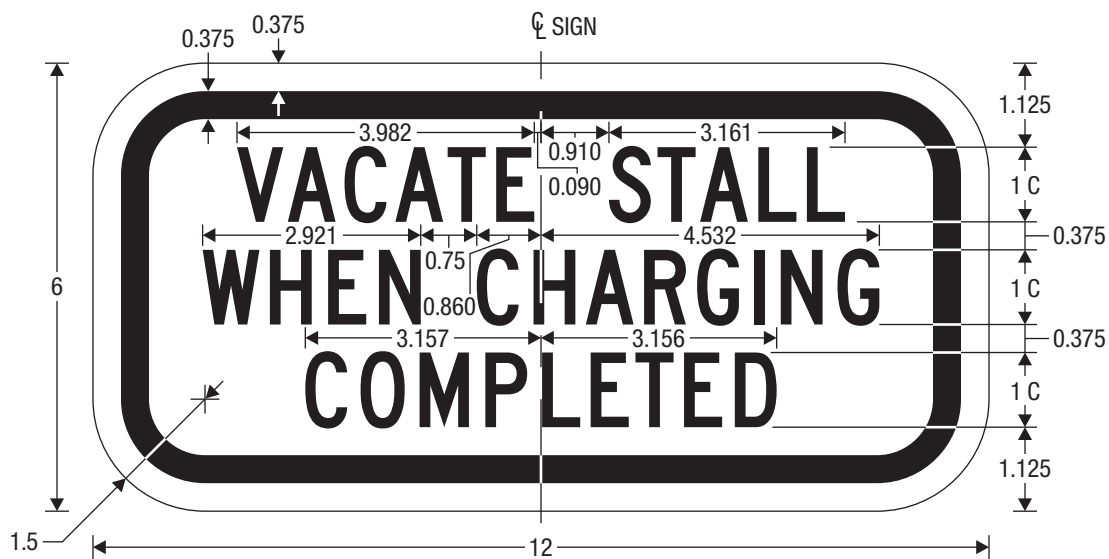 0.375
0.375
℄ SIGN
3.982
0.910
3.161
1.125
0.090
VACATE STALL
1 C
2.921
0.75
4.532
0.375
6
0.860
WHEN CHARGING
1 C
3.157
3.156
0.375
COMPLETED
1 C
1.125
1.5
12